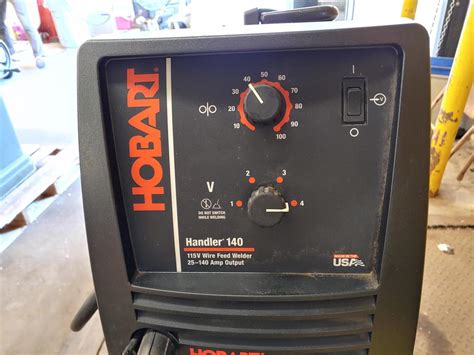 HOBART
10 20 30 40 50 60 70 80 90 100
I
O
V
1 2 3 4
DO NOT SWITCH
WHILE WELDING
Handler® 140
115V Wire Feed Welder
25-140 Amp Output
USA
HOBART